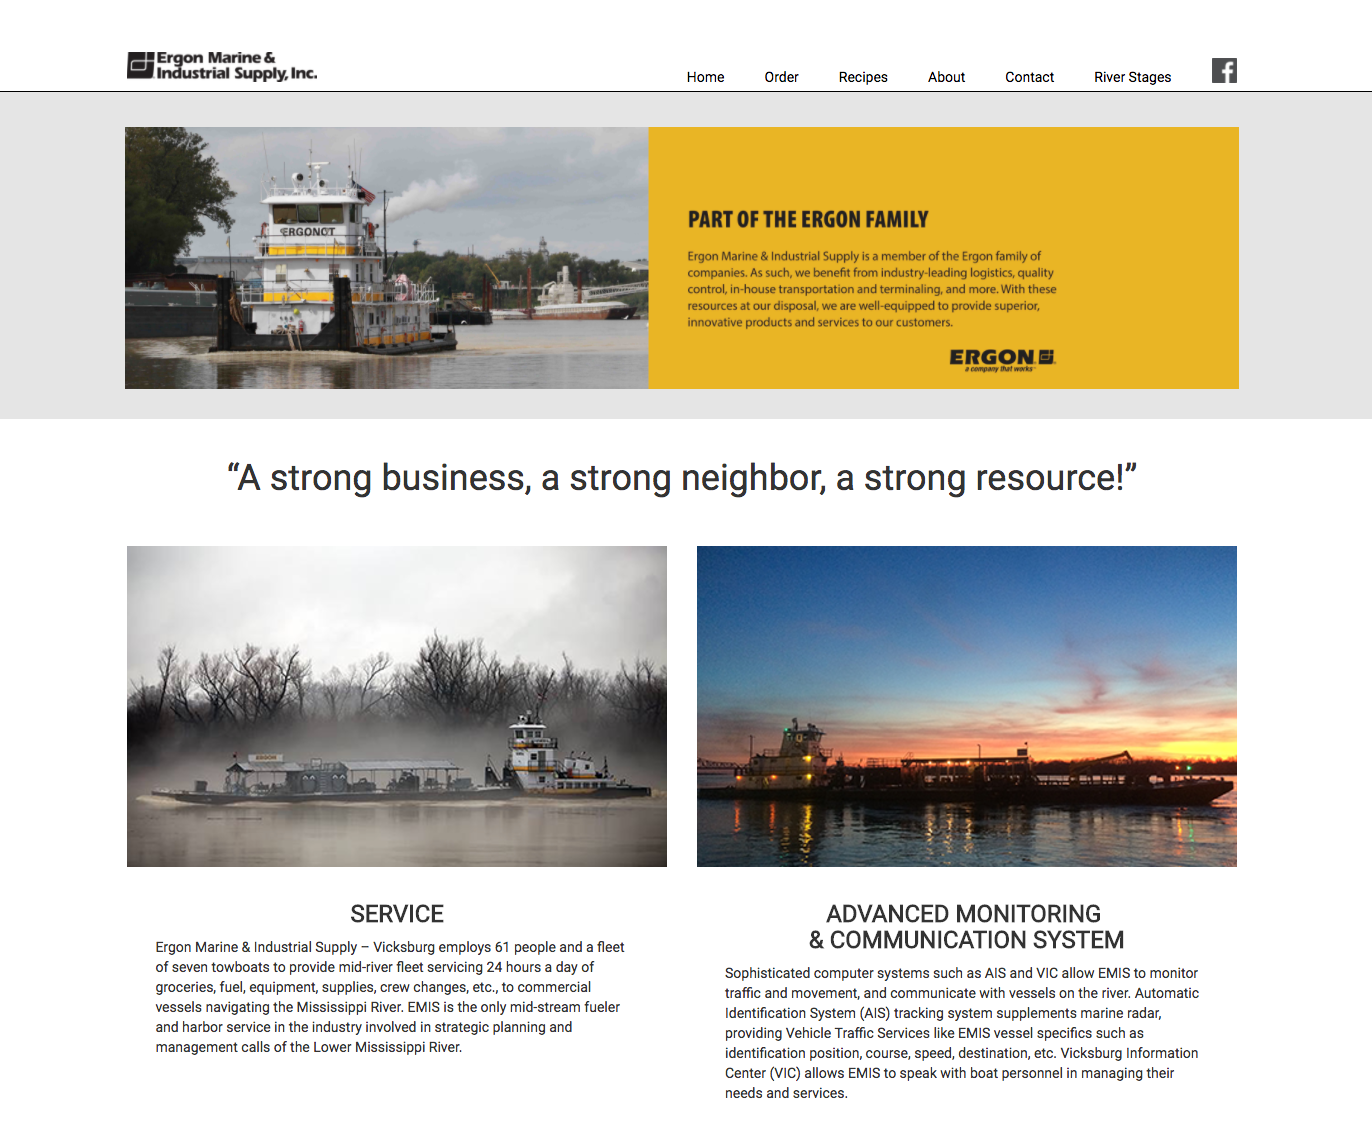 Ergon Marine &
Industrial Supply, Inc.
Home Order Recipes About Contact River Stages
ERGONOT
PART OF THE ERGON FAMILY
Ergon Marine & Industrial Supply is a member of the Ergon family of
companies. As such, we benefit from industry-leading logistics, quality
control, in-house transportation and terminaling, and more. With these
resources at our disposal, we are well-equipped to provide superior,
innovative products and services to our customers.
ERGON
a company that works
“A strong business, a strong neighbor, a strong resource!”
ERGON
SERVICE
Ergon Marine & Industrial Supply – Vicksburg employs 61 people and a fleet
of seven towboats to provide mid-river fleet servicing 24 hours a day of
groceries, fuel, equipment, supplies, crew changes, etc., to commercial
vessels navigating the Mississippi River. EMIS is the only mid-stream fueler
and harbor service in the industry involved in strategic planning and
management calls of the Lower Mississippi River.
ADVANCED MONITORING
& COMMUNICATION SYSTEM
Sophisticated computer systems such as AIS and VIC allow EMIS to monitor
traffic and movement, and communicate with vessels on the river. Automatic
Identification System (AIS) tracking system supplements marine radar,
providing Vehicle Traffic Services like EMIS vessel specifics such as
identification position, course, speed, destination, etc. Vicksburg Information
Center (VIC) allows EMIS to speak with boat personnel in managing their
needs and services.